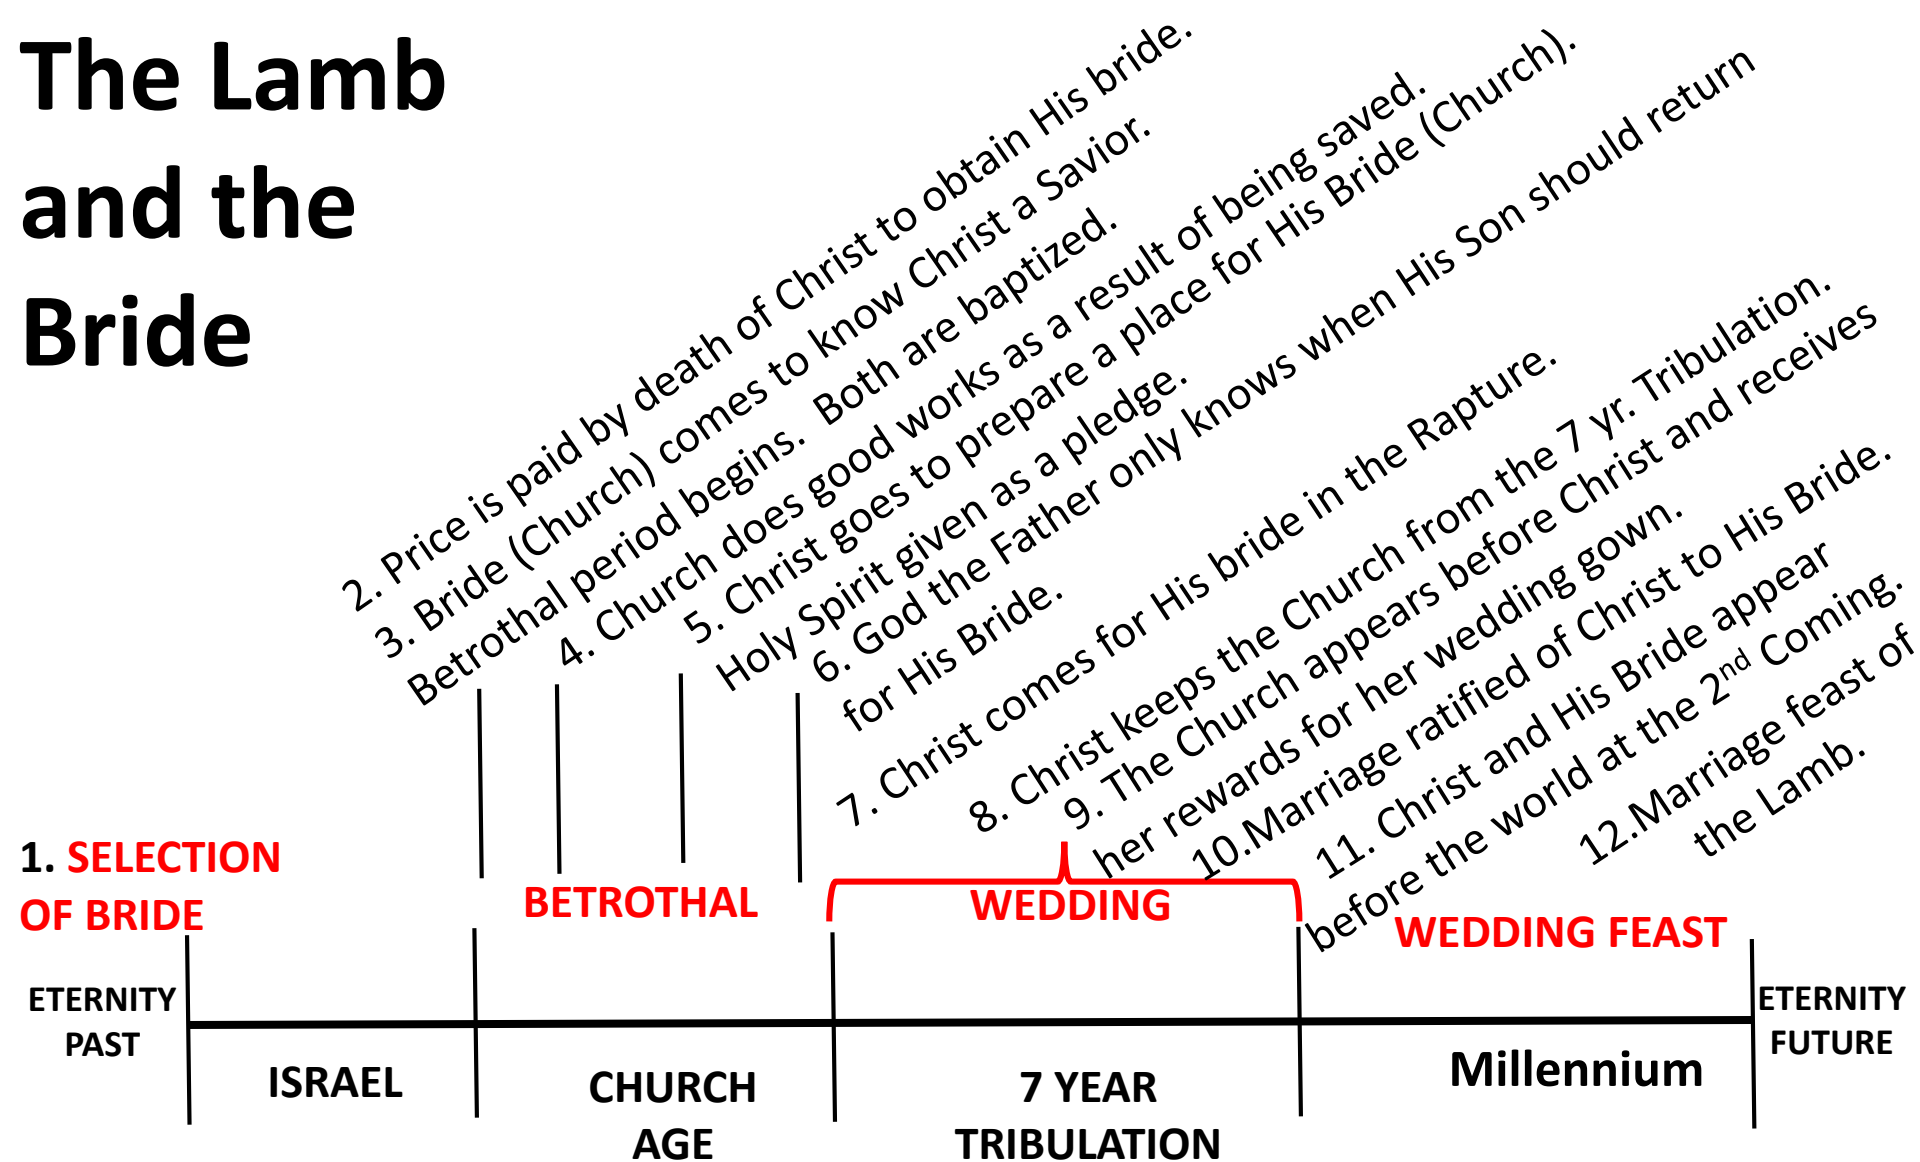 The Lamb
and the
Bride
2. Price is paid by death of Christ to obtain His bride.
3. Bride (Church) comes to know Christ a Savior.
Betrothal period begins.  Both are baptized.
4. Church does good works as a result of being saved.
5. Christ goes to prepare a place for His Bride (Church).
Holy Spirit given as a pledge.
6. God the Father only knows when His Son should return
for His Bride.
7. Christ comes for His bride in the Rapture.
8. Christ keeps the Church from the 7 yr. Tribulation.
9. The Church appears before Christ and receives
her rewards for her wedding gown.
10.Marriage ratified of Christ to His Bride.
11. Christ and His Bride appear
before the world at the 2nd Coming.
12.Marriage feast of
the Lamb.
1. SELECTION
OF BRIDE
BETROTHAL
WEDDING
WEDDING FEAST
ETERNITY
PAST
ISRAEL
CHURCH
AGE
7 YEAR
TRIBULATION
Millennium
ETERNITY
FUTURE